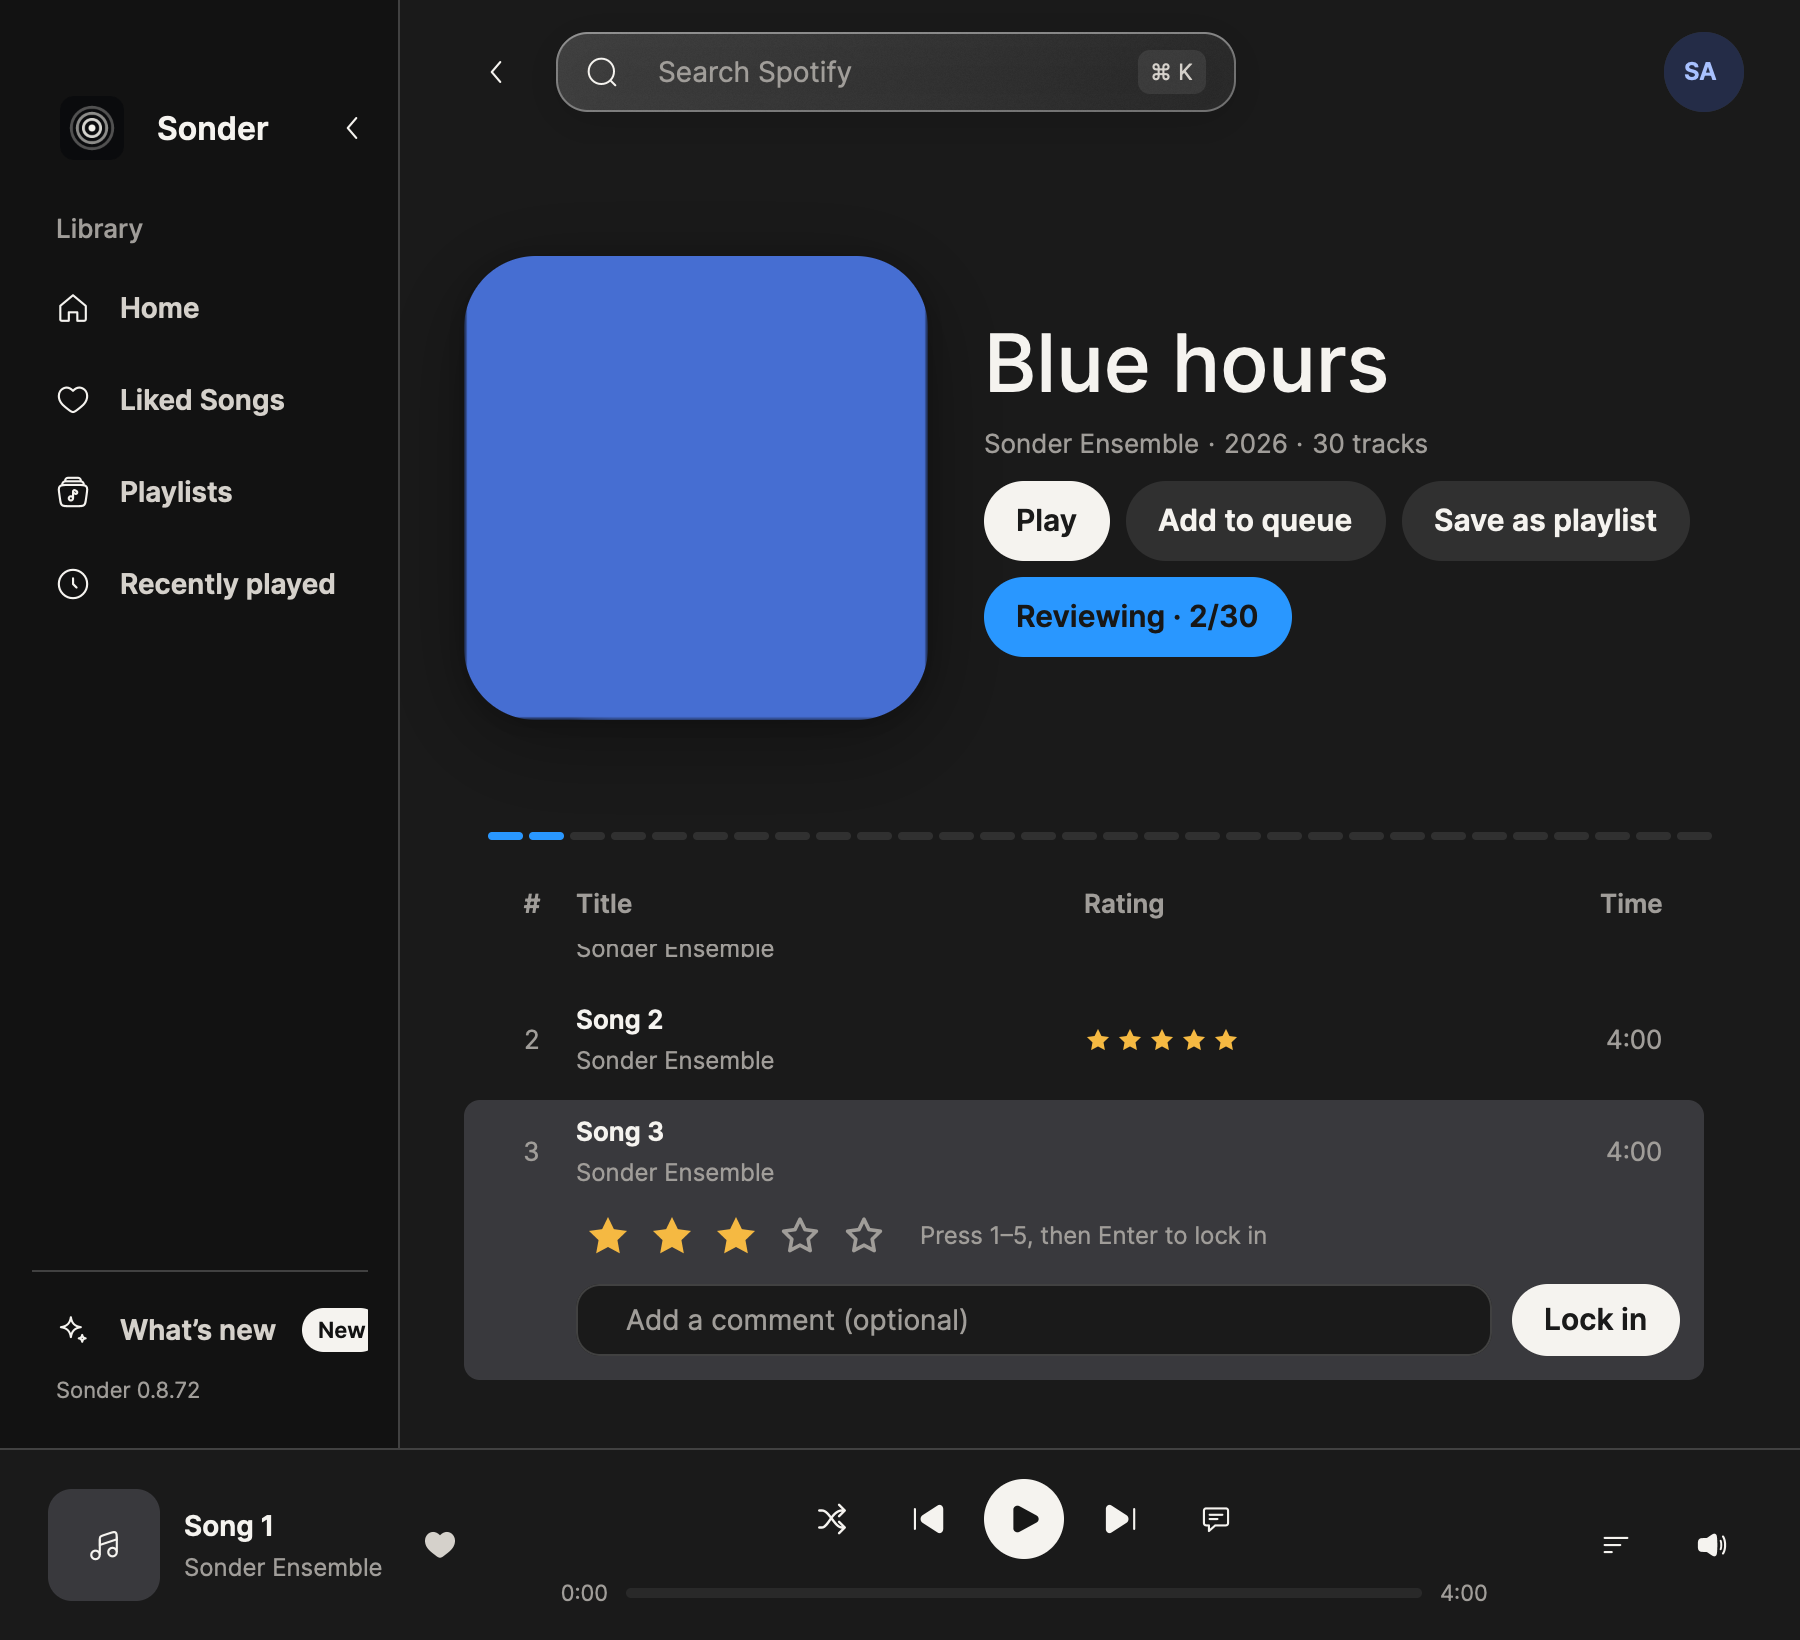 Search Spotify
⌘ K
SA
Sonder
Library
Home
Liked Songs
Playlists
Recently played
Blue hours
Sonder Ensemble · 2026 · 30 tracks
Play
Add to queue
Save as playlist
Reviewing · 2/30
# Title Rating Time
Sonder Ensemble
2 Song 2 4:00
Sonder Ensemble
3 Song 3 4:00
Sonder Ensemble
Press 1–5, then Enter to lock in
Add a comment (optional)
Lock in
What’s new
New
Sonder 0.8.72
Song 1
Sonder Ensemble
0:00
4:00